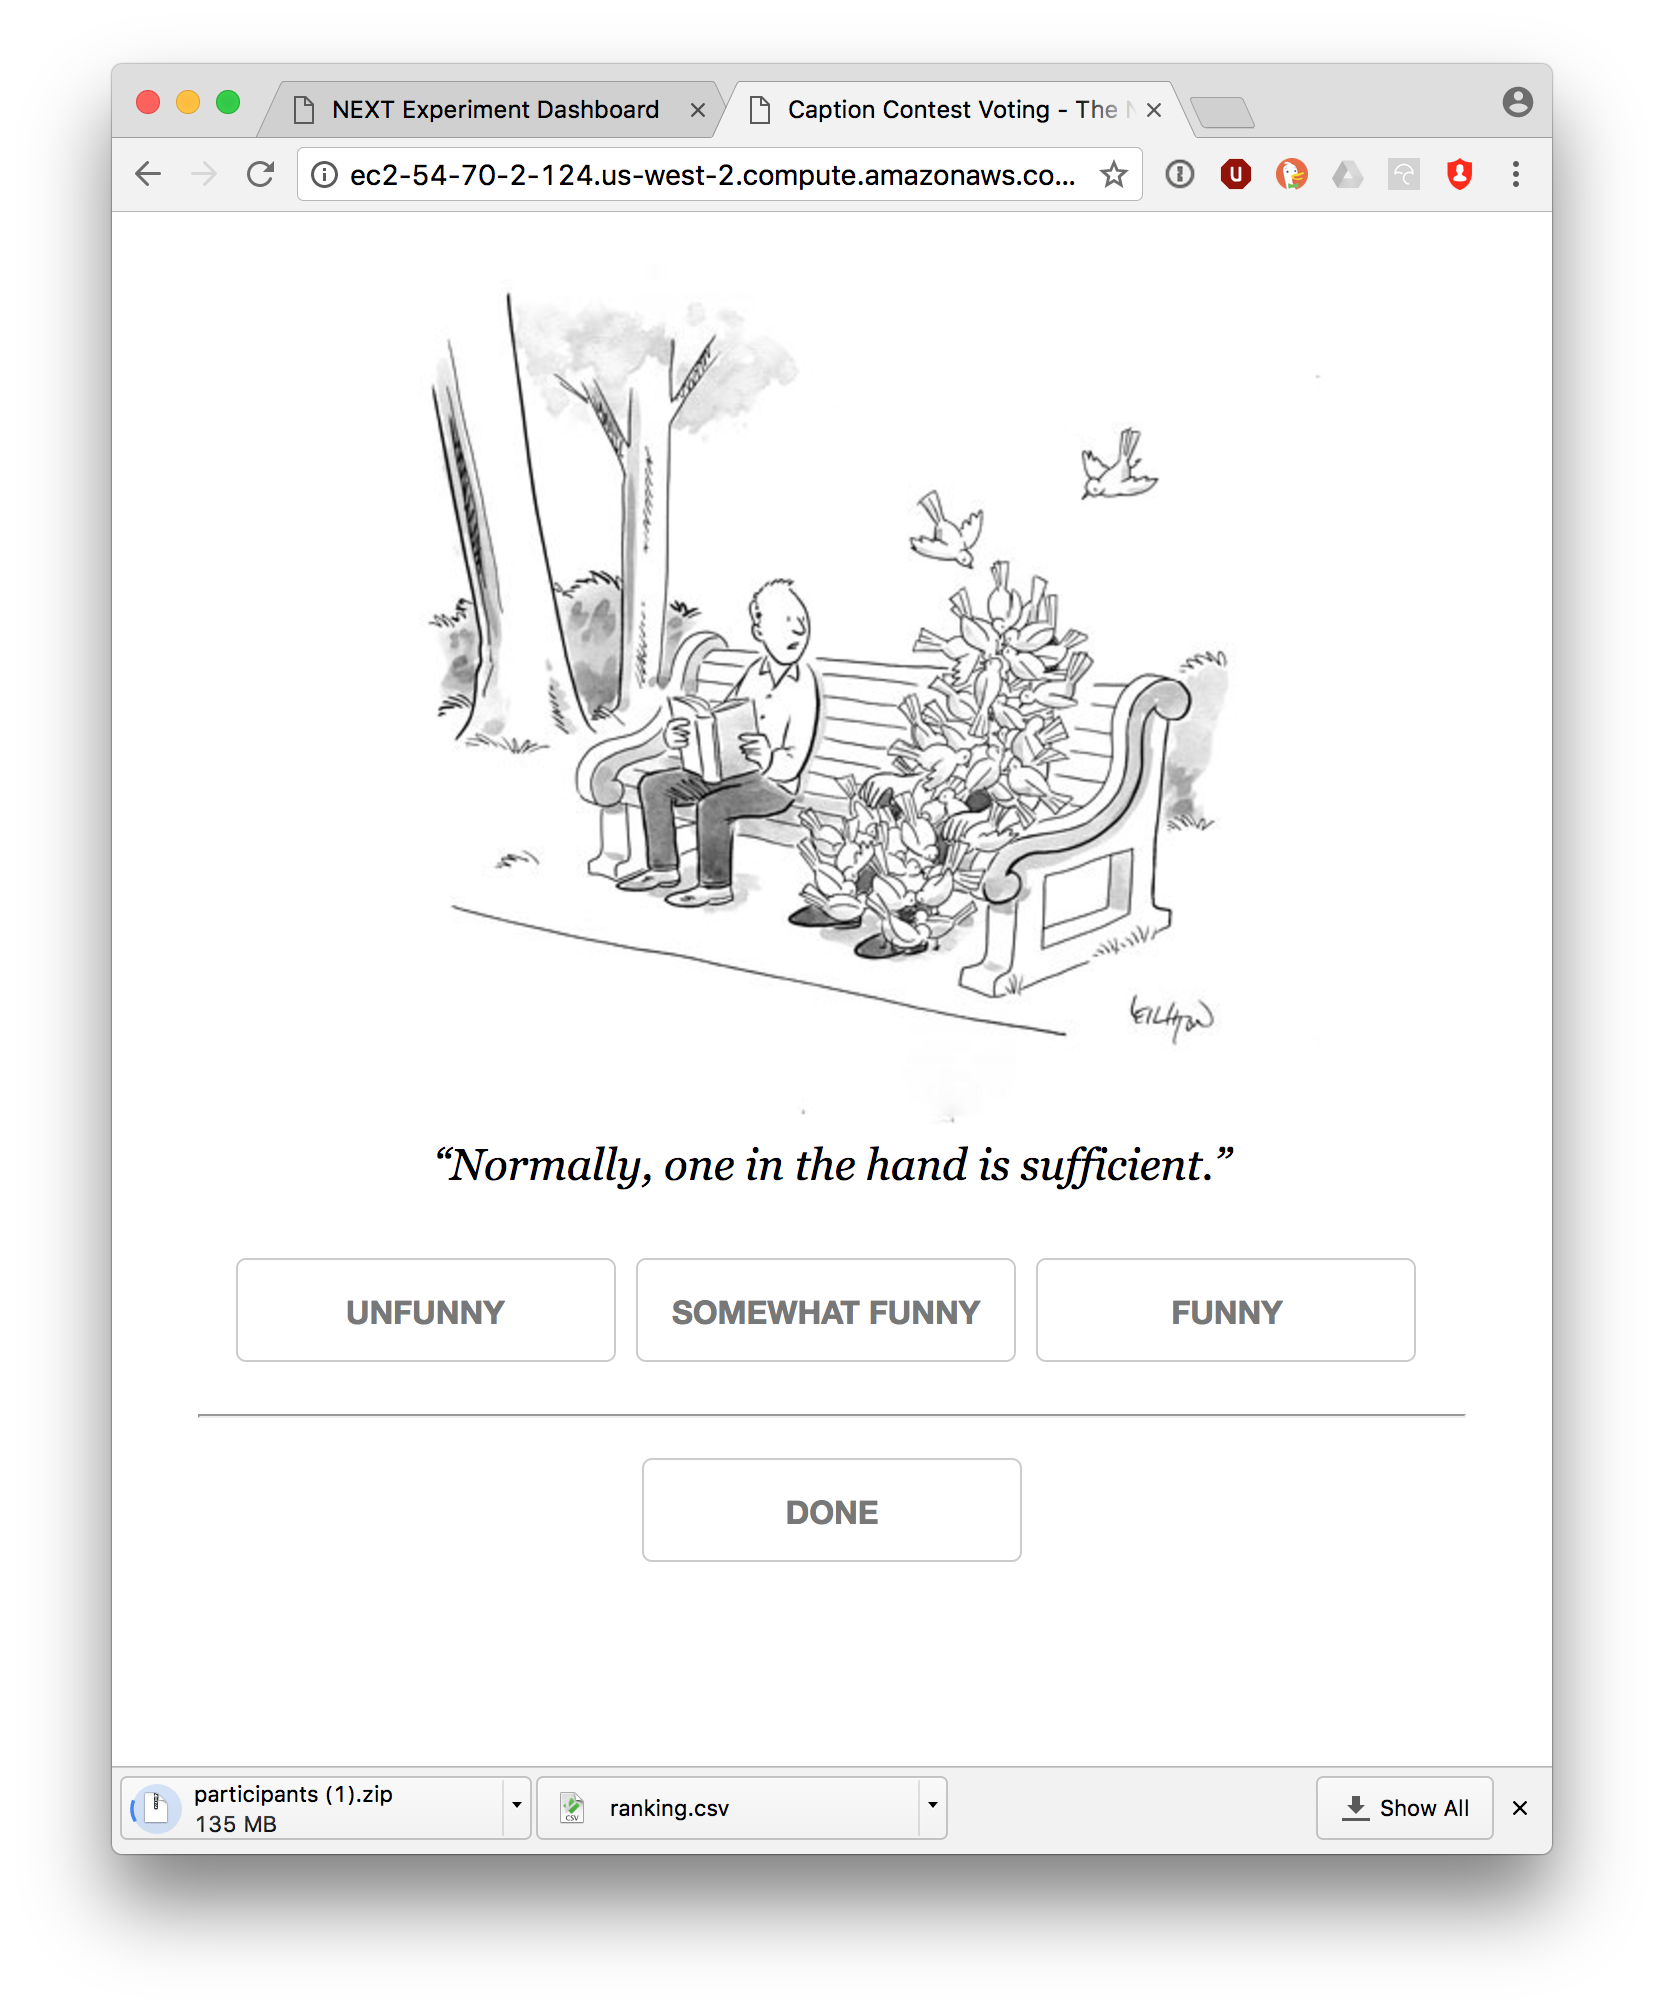 NEXT Experiment Dashboard
Caption Contest Voting - The N
ec2-54-70-2-124.us-west-2.compute.amazonaws.co...
LEIGHTON
“Normally, one in the hand is sufficient.”
UNFUNNY
SOMEWHAT FUNNY
FUNNY
DONE
participants (1).zip
135 MB
CSV
ranking.csv
Show All